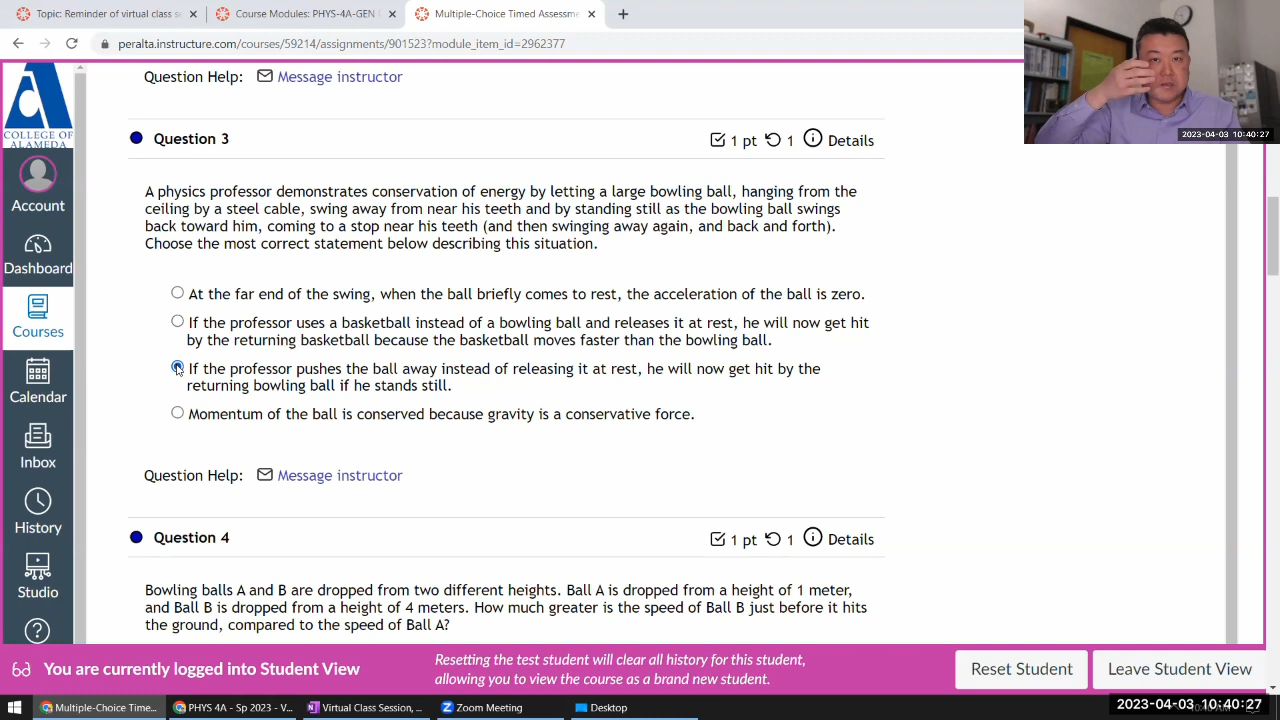 Topic: Reminder of virtual class s
Course Modules: PHYS-4A-GEN
Multiple-Choice Timed Assessm
peralta.instructure.com/courses/59214/assignments/901523?module_item_id=2962377
2023-04-03 10:40:27
COLLEGE OF
ALAMEDA
Account
Dashboard
Courses
Calendar
Inbox
History
Studio
Question Help: Message instructor
Question 3
1 pt 1 Details
A physics professor demonstrates conservation of energy by letting a large bowling ball, hanging from the
ceiling by a steel cable, swing away from near his teeth and by standing still as the bowling ball swings
back toward him, coming to a stop near his teeth (and then swinging away again, and back and forth).
Choose the most correct statement below describing this situation.
At the far end of the swing, when the ball briefly comes to rest, the acceleration of the ball is zero.
If the professor uses a basketball instead of a bowling ball and releases it at rest, he will now get hit
by the returning basketball because the basketball moves faster than the bowling ball.
If the professor pushes the ball away instead of releasing it at rest, he will now get hit by the
returning bowling ball if he stands still.
Momentum of the ball is conserved because gravity is a conservative force.
Question Help: Message instructor
Question 4
1 pt 1 Details
Bowling balls A and B are dropped from two different heights. Ball A is dropped from a height of 1 meter,
and Ball B is dropped from a height of 4 meters. How much greater is the speed of Ball B just before it hits
the ground, compared to the speed of Ball A?
You are currently logged into Student View
Resetting the test student will clear all history for this student,
allowing you to view the course as a brand new student.
Reset Student
Leave Student View
Multiple-Choice Time...
PHYS 4A - Sp 2023 - V...
Virtual Class Session, ...
Zoom Meeting
Desktop
2023-04-03 10:40:27